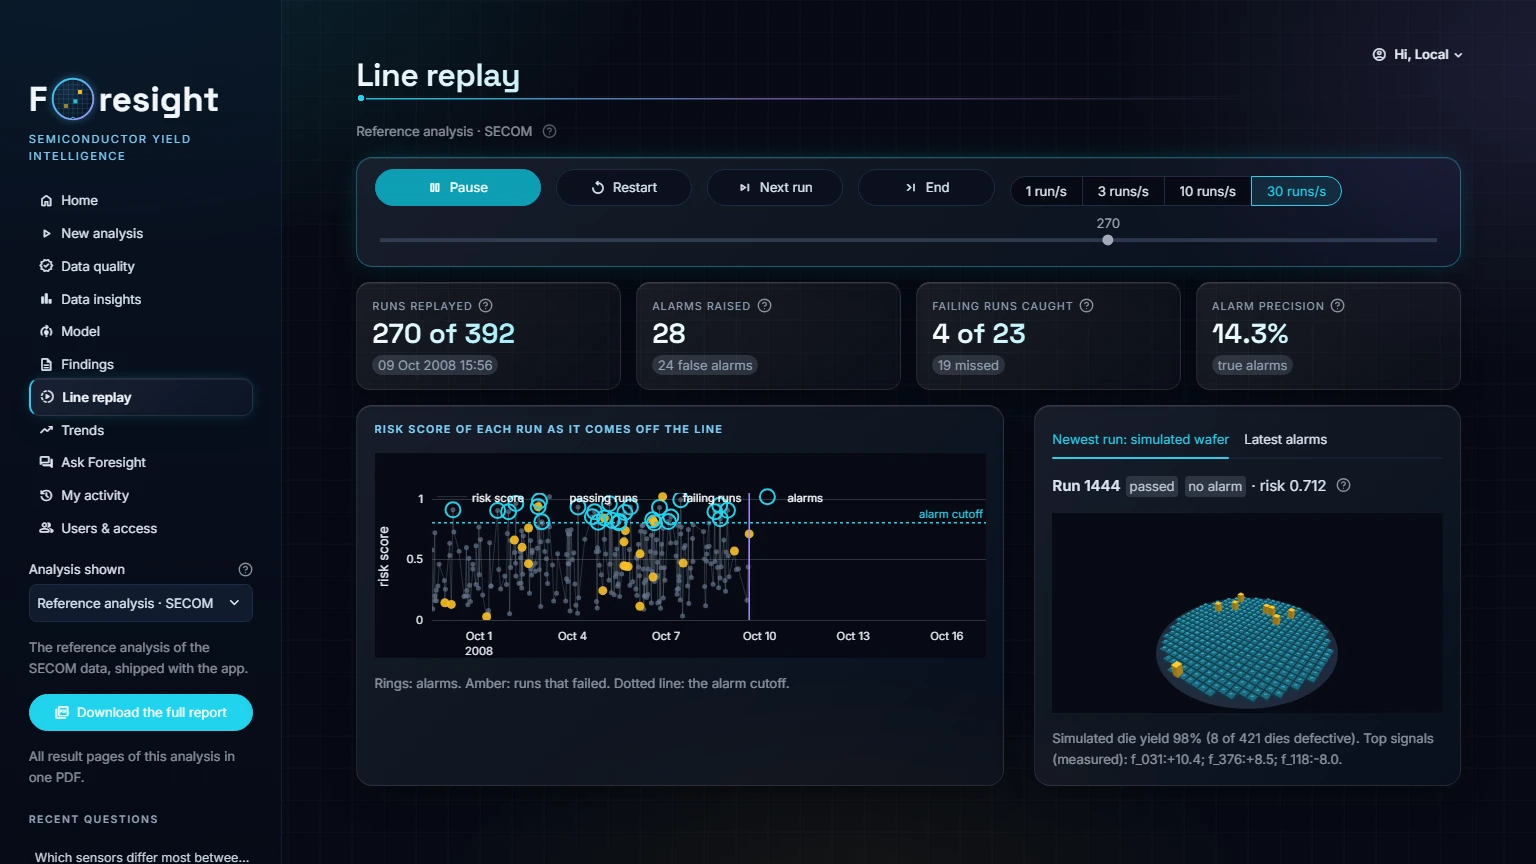 Foresight
SEMICONDUCTOR YIELD
INTELLIGENCE
Home
New analysis
Data quality
Data insights
Model
Findings
Line replay
Trends
Ask Foresight
My activity
Users & access
Analysis shown
Reference analysis · SECOM
The reference analysis of the
SECOM data, shipped with the app.
Download the full report
All result pages of this analysis in
one PDF.
RECENT QUESTIONS
Which sensors differ most betwee...
Hi, Local
Line replay
Reference analysis · SECOM
Pause
Restart
Next run
End
1 run/s
3 runs/s
10 runs/s
30 runs/s
270
RUNS REPLAYED
270 of 392
09 Oct 2008 15:56
ALARMS RAISED
28
24 false alarms
FAILING RUNS CAUGHT
4 of 23
19 missed
ALARM PRECISION
14.3%
true alarms
RISK SCORE OF EACH RUN AS IT COMES OFF THE LINE
risk score
passing runs
failing runs
alarms
alarm cutoff
1
0.5
0
risk score
Oct 1
2008
Oct 4
Oct 7
Oct 10
Oct 13
Oct 16
Rings: alarms. Amber: runs that failed. Dotted line: the alarm cutoff.
Newest run: simulated wafer
Latest alarms
Run 1444 passed no alarm · risk 0.712
Simulated die yield 98% (8 of 421 dies defective). Top signals
(measured): f_031:+10.4; f_376:+8.5; f_118:-8.0.